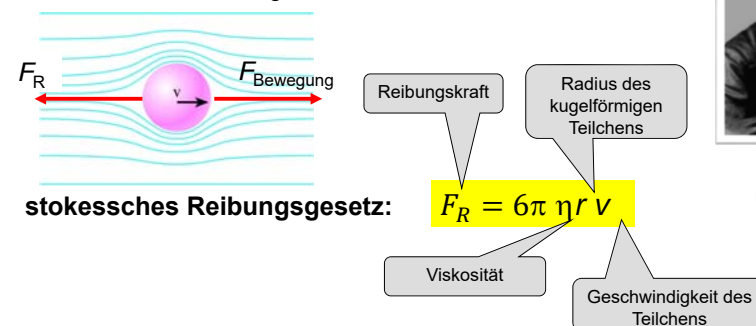 F_R
v
F_Bewegung
Reibungskraft
Radius des
kugelförmigen
Teilchens
stokessches Reibungsgesetz:
F_R = 6π η r v
Viskosität
Geschwindigkeit des
Teilchens